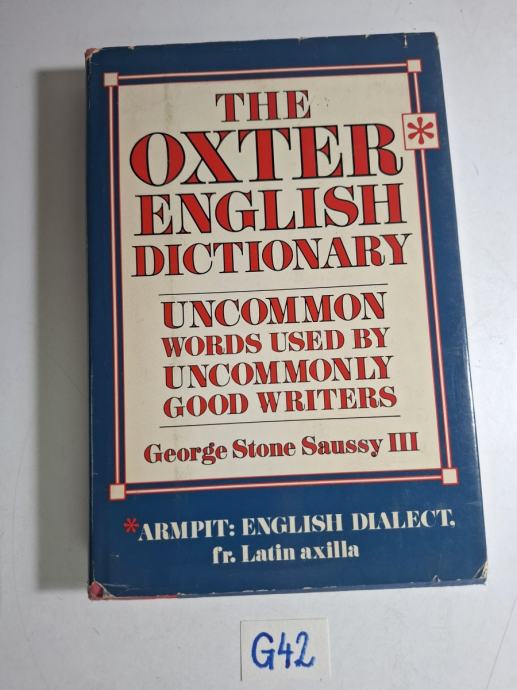 THE
OXTER*
ENGLISH
DICTIONARY
UNCOMMON
WORDS USED BY
UNCOMMONLY
GOOD WRITERS
George Stone Saussy III
*ARMPIT: ENGLISH DIALECT,
fr. Latin axilla
G42